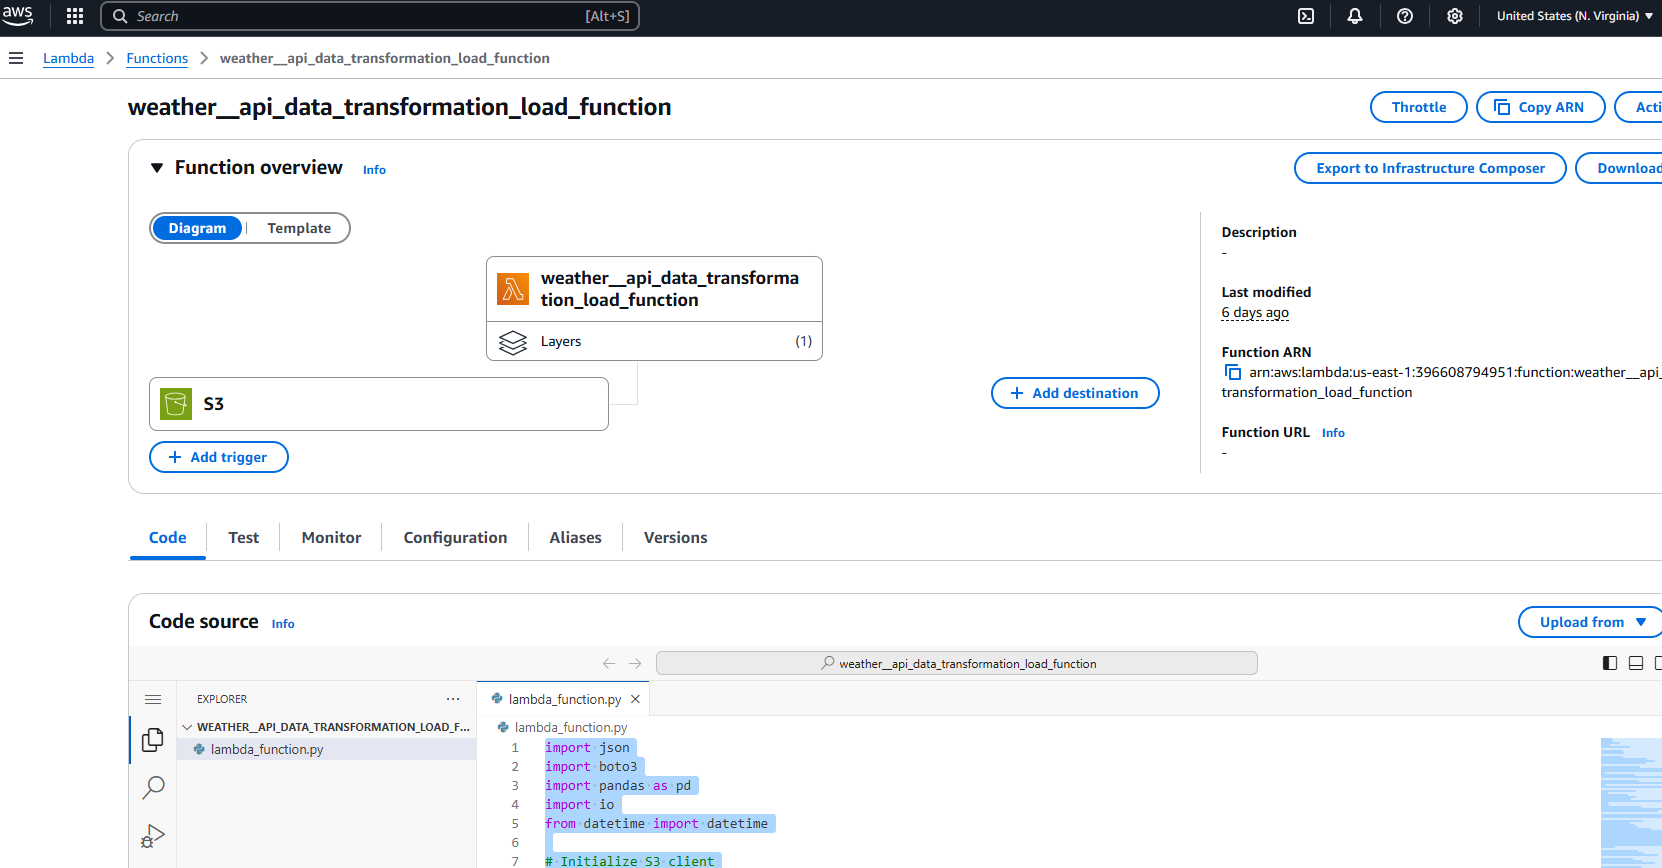 aws
Search [Alt+S]
United States (N. Virginia)
Lambda
Functions
weather__api_data_transformation_load_function
weather__api_data_transformation_load_function
Throttle
Copy ARN
Acti
Function overview
Info
Export to Infrastructure Composer
Download
Diagram
Template
weather__api_data_transforma
tion_load_function
Layers
(1)
S3
Add trigger
Add destination
Description
-
Last modified
6 days ago
Function ARN
arn:aws:lambda:us-east-1:396608794951:function:weather__api_
transformation_load_function
Function URL Info
-
Code
Test
Monitor
Configuration
Aliases
Versions
Code source
Info
Upload from
weather__api_data_transformation_load_function
EXPLORER
...
WEATHER__API_DATA_TRANSFORMATION_LOAD_F...
lambda_function.py
lambda_function.py
lambda_function.py
1 import json
2 import boto3
3 import pandas as pd
4 import io
5 from datetime import datetime
6
7 # Initialize S3 client